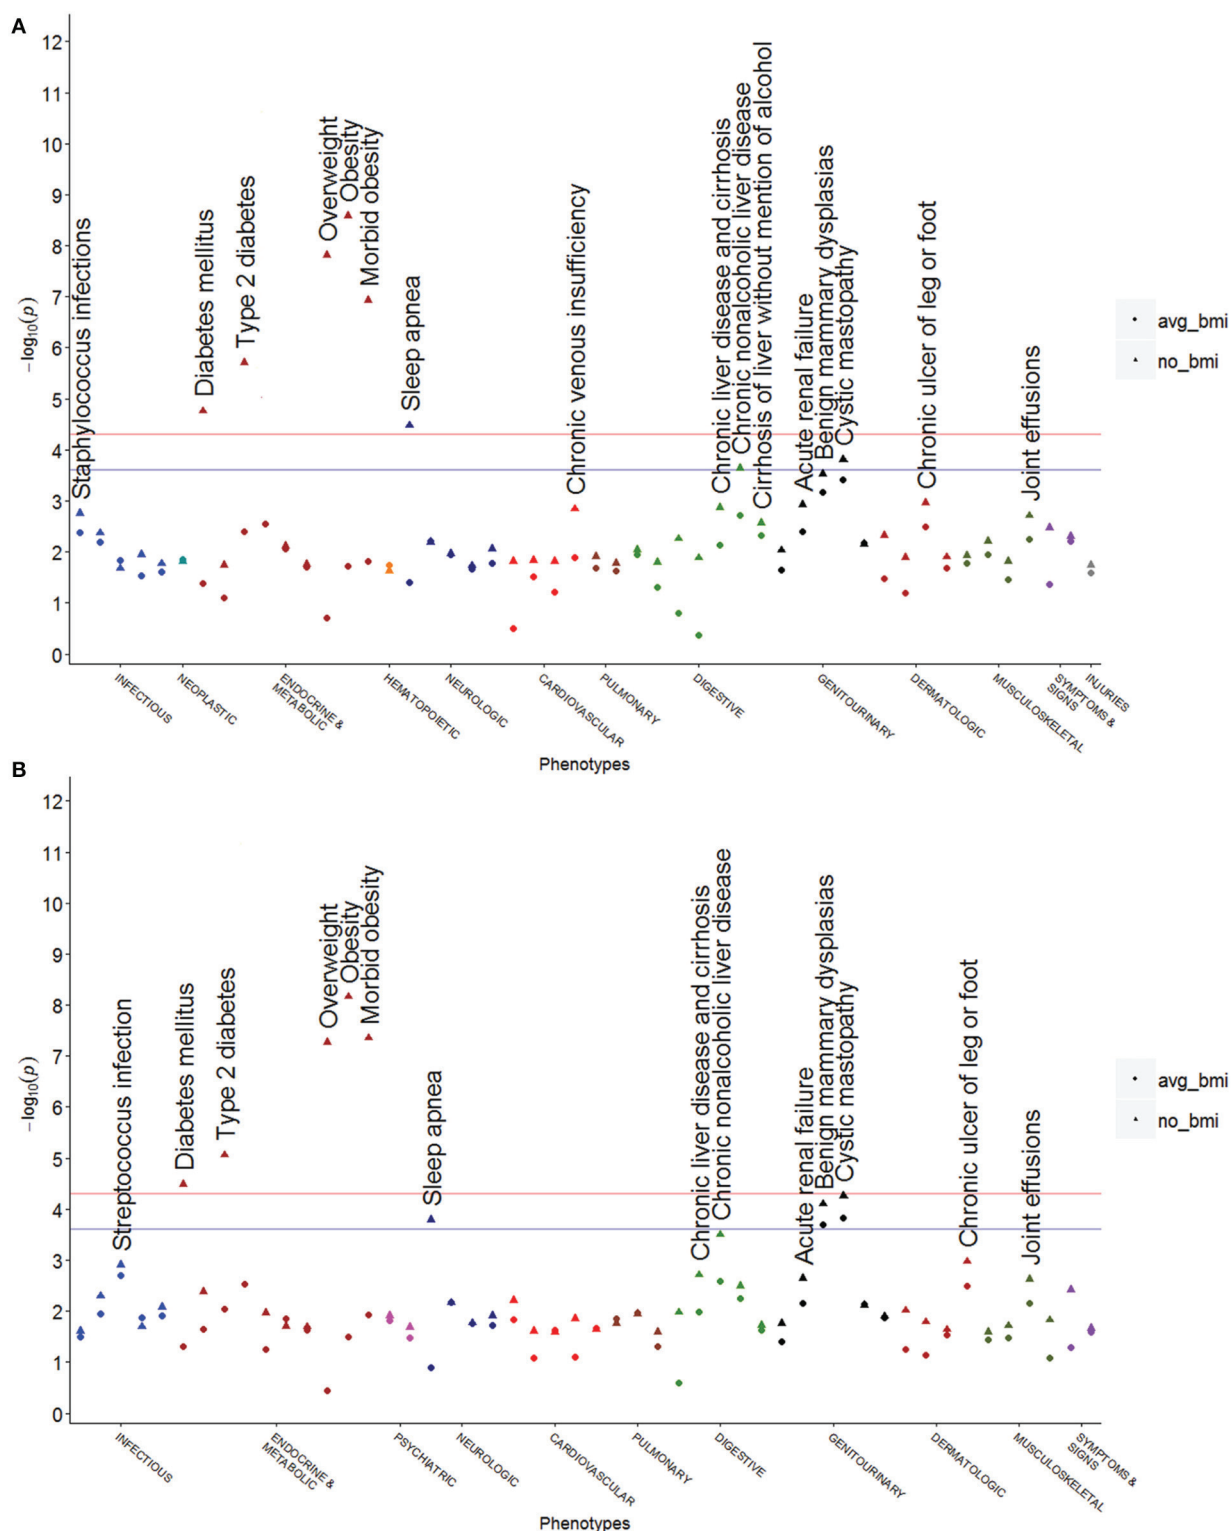 A
12
11
10
9
8
7
6
5
4
3
2
1
0
−log10(p)
Staphylococcus infections
Diabetes mellitus
Type 2 diabetes
Overweight
Obesity
Morbid obesity
Sleep apnea
Chronic venous insufficiency
Chronic liver disease and cirrhosis
Chronic nonalcoholic liver disease
Cirrhosis of liver without mention of alcohol
Acute renal failure
Benign mammary dysplasias
Cystic mastopathy
Chronic ulcer of leg or foot
Joint effusions
avg_bmi
no_bmi
INFECTIOUS
NEOPLASTIC
ENDOCRINE &
METABOLIC
HEMATOPOIETIC
NEUROLOGIC
CARDIOVASCULAR
PULMONARY
DIGESTIVE
GENITOURINARY
DERMATOLOGIC
MUSCULOSKELETAL
SYMPTOMS &
SIGNS
INJURIES
Phenotypes
B
12
11
10
9
8
7
6
5
4
3
2
1
0
−log10(p)
Streptococcus infection
Diabetes mellitus
Type 2 diabetes
Overweight
Obesity
Morbid obesity
Sleep apnea
Chronic liver disease and cirrhosis
Chronic nonalcoholic liver disease
Acute renal failure
Benign mammary dysplasias
Cystic mastopathy
Chronic ulcer of leg or foot
Joint effusions
avg_bmi
no_bmi
INFECTIOUS
ENDOCRINE &
METABOLIC
PSYCHIATRIC
NEUROLOGIC
CARDIOVASCULAR
PULMONARY
DIGESTIVE
GENITOURINARY
DERMATOLOGIC
MUSCULOSKELETAL
SYMPTOMS &
SIGNS
Phenotypes